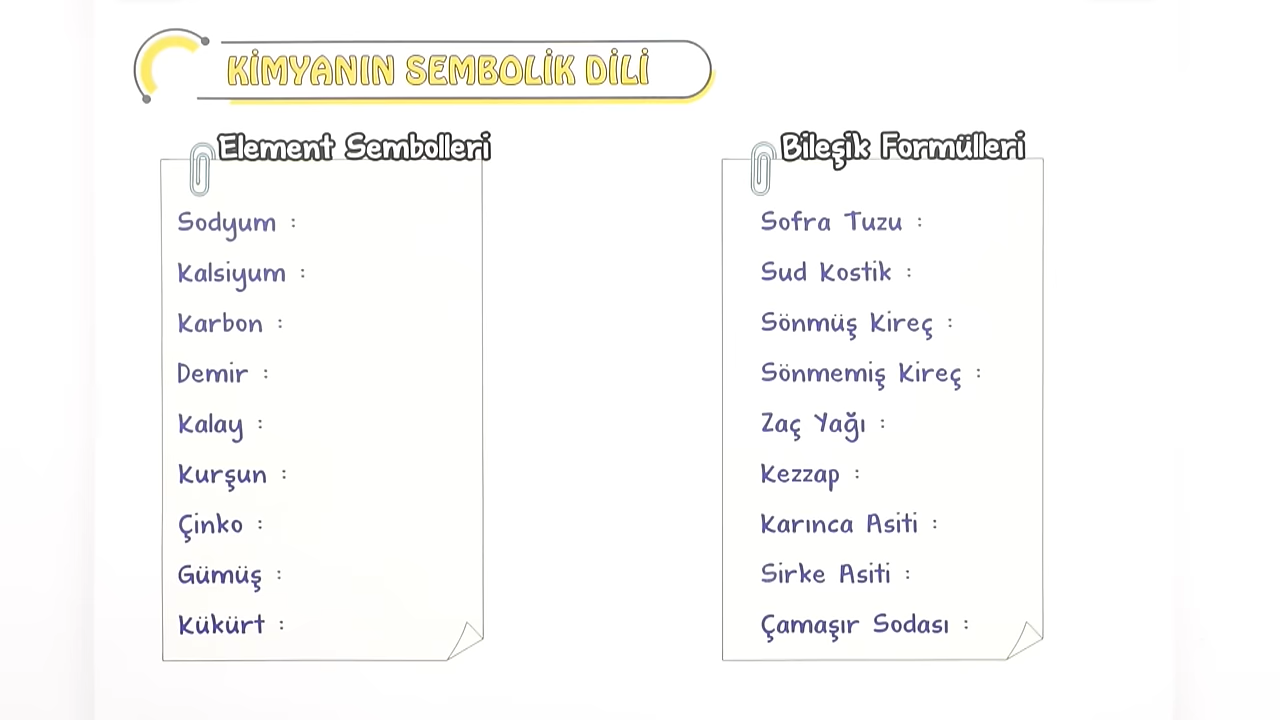 KİMYANIN SEMBOLİK DİLİ
Element Sembolleri
Sodyum :
Kalsiyum :
Karbon :
Demir :
Kalay :
Kurşun :
Çinko :
Gümüş :
Kükürt :
Bileşik Formülleri
Sofra Tuzu :
Sud Kostik :
Sönmüş Kireç :
Sönmemiş Kireç :
Zaç Yağı :
Kezzap :
Karınca Asiti :
Sirke Asiti :
Çamaşır Sodası :